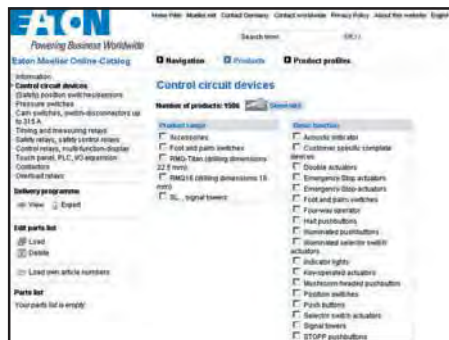 Home Page Moeller.net Contact Germany Contact worldwide Privacy Policy About this website English
EATON
Powering Business Worldwide
Search term:
Eaton Moeller Online-Catalog
Navigation
Products
Product profiles
Information
Control circuit devices
(Safety) position switches/sensors
Pressure switches
Cam switches, switch-disconnectors up
to 315 A
Timing and measuring relays
Safety relays, safety control relays
Control relays, multi-function-display
Touch panel, PLC, I/O expansion
Contactors
Overload relays
Delivery programme
View
Export
Edit parts list
Load
Delete
Load own article numbers
Parts list
Your parts list is empty.
Control circuit devices
Number of products: 1506
Product range
Accessories
Foot and palm switches
RMQ-Titan (drilling dimensions
22.5 mm)
RMQ16 (drilling dimensions 16
mm)
SL... signal towers
Basic function
Acoustic indicator
Customer specific complete
devices
Double actuators
Emergency-Stop actuators
Emergency-Stop actuators
Foot and palm switches
Four-way operator
Halt pushbuttons
Illuminated pushbuttons
Illuminated selector switch
actuators
Indicator lights
Key-operated actuators
Mushroom-headed pushbutton
Position switches
Push buttons
Selector switch actuators
Signal towers
STOPP pushbuttons